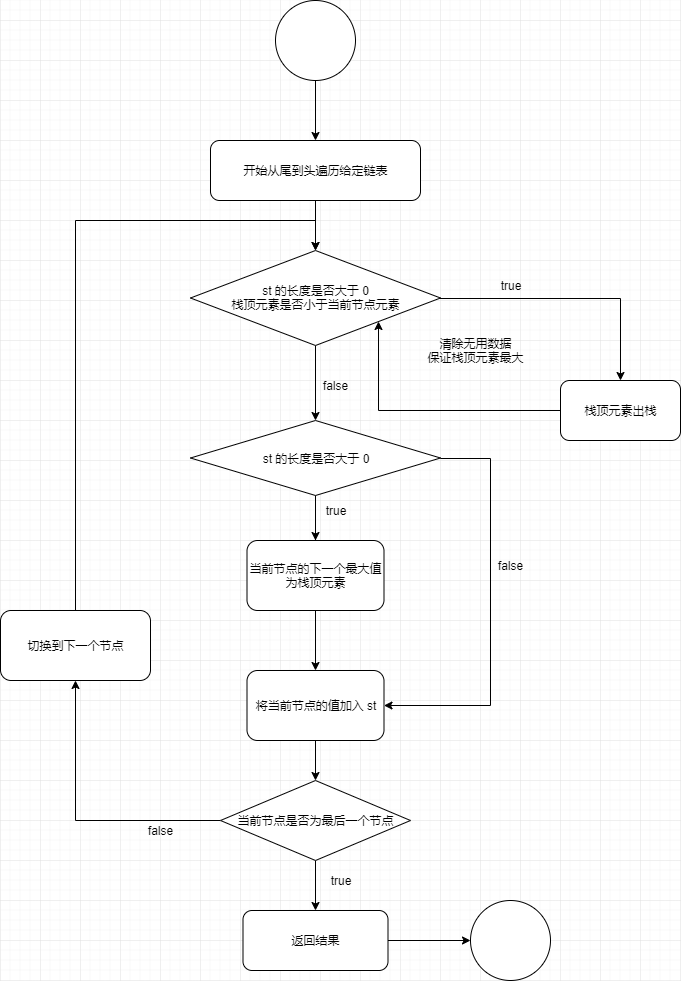 开始从尾到头遍历给定链表
st 的长度是否大于 0
栈顶元素是否小于当前节点元素
true
清除无用数据
保证栈顶元素最大
栈顶元素出栈
false
st 的长度是否大于 0
true
false
当前节点的下一个最大值
为栈顶元素
切换到下一个节点
将当前节点的值加入 st
当前节点是否为最后一个节点
false
true
返回结果